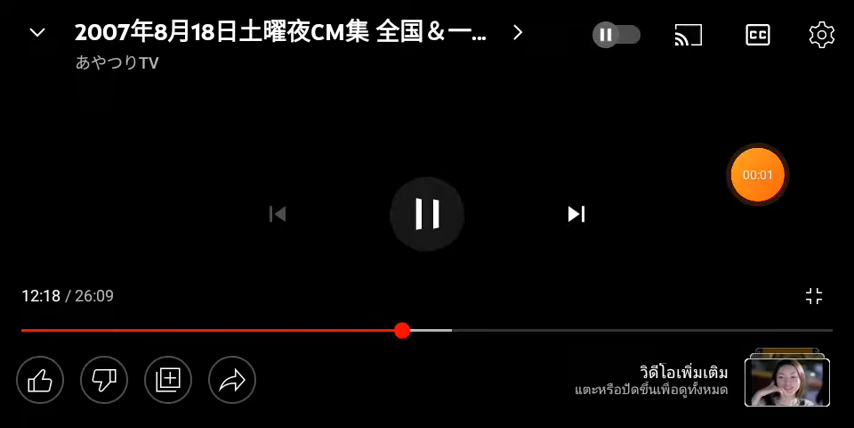 2007年8月18日土曜夜CM集 全国＆一...
あやつりTV
CC
00:01
12:18 / 26:09
วิดีโอเพิ่มเติม
แตะหรือปัดขึ้นเพื่อดูทั้งหมด